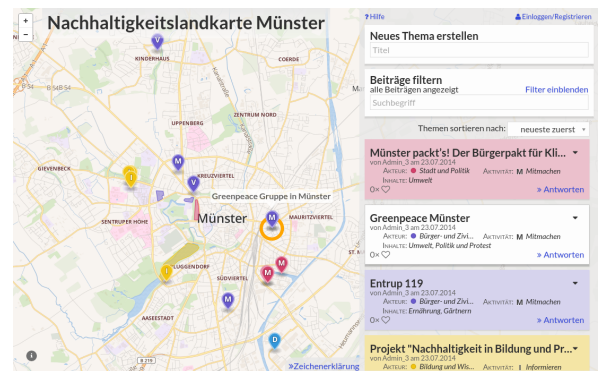 Nachhaltigkeitslandkarte Münster
+
−
KINDERHAUS
COERDE
B 54
B 54
B 54
UPPENBERG
ZENTRUM NORD
GIEVENBECK
KREUZVIERTEL
Greenpeace Gruppe in Münster
SENTRUPER HÖHE
Münster
MAURITZVIERTEL
LUGGENDORF
SÜDVIERTEL
AASEESTADT
B 219
V
M
V
M
M
M
M
D
i
»Zeichenerklärung
? Hilfe
Einloggen/Registrieren
Neues Thema erstellen
Titel
Beiträge filtern
alle Beiträgen angezeigt
Filter einblenden
Suchbegriff
Themen sortieren nach:
neueste zuerst
Münster packt's! Der Bürgerpakt für Kli...
von Admin_3 am 23.07.2014
Akteur: Stadt und Politik Aktivität: M Mitmachen
Inhalte: Umwelt
0×
» Antworten
Greenpeace Münster
von Admin_3 am 23.07.2014
Akteur: Bürger- und Zivi... Aktivität: M Mitmachen
Inhalte: Umwelt, Politik und Protest
0×
» Antworten
Entrup 119
von Admin_3 am 23.07.2014
Akteur: Bürger- und Zivi... Aktivität: M Mitmachen
Inhalte: Ernährung, Gärtnern
0×
» Antworten
Projekt "Nachhaltigkeit in Bildung und Pr...
von Admin_3 am 23.07.2014
Akteur: Bildung und Wis... Aktivität: I Informieren